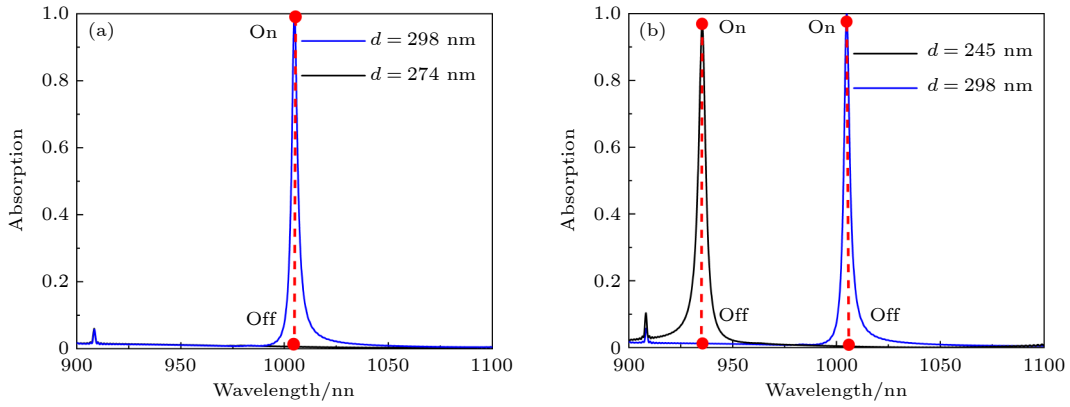 (a)
On
d = 298 nm
d = 274 nm
Off
Absorption
1.0
0.8
0.6
0.4
0.2
0
900
950
1000
1050
1100
Wavelength/nn
(b)
On
On
d = 245 nm
d = 298 nm
Off
Off
Absorption
1.0
0.8
0.6
0.4
0.2
0
900
950
1000
1050
1100
Wavelength/nn